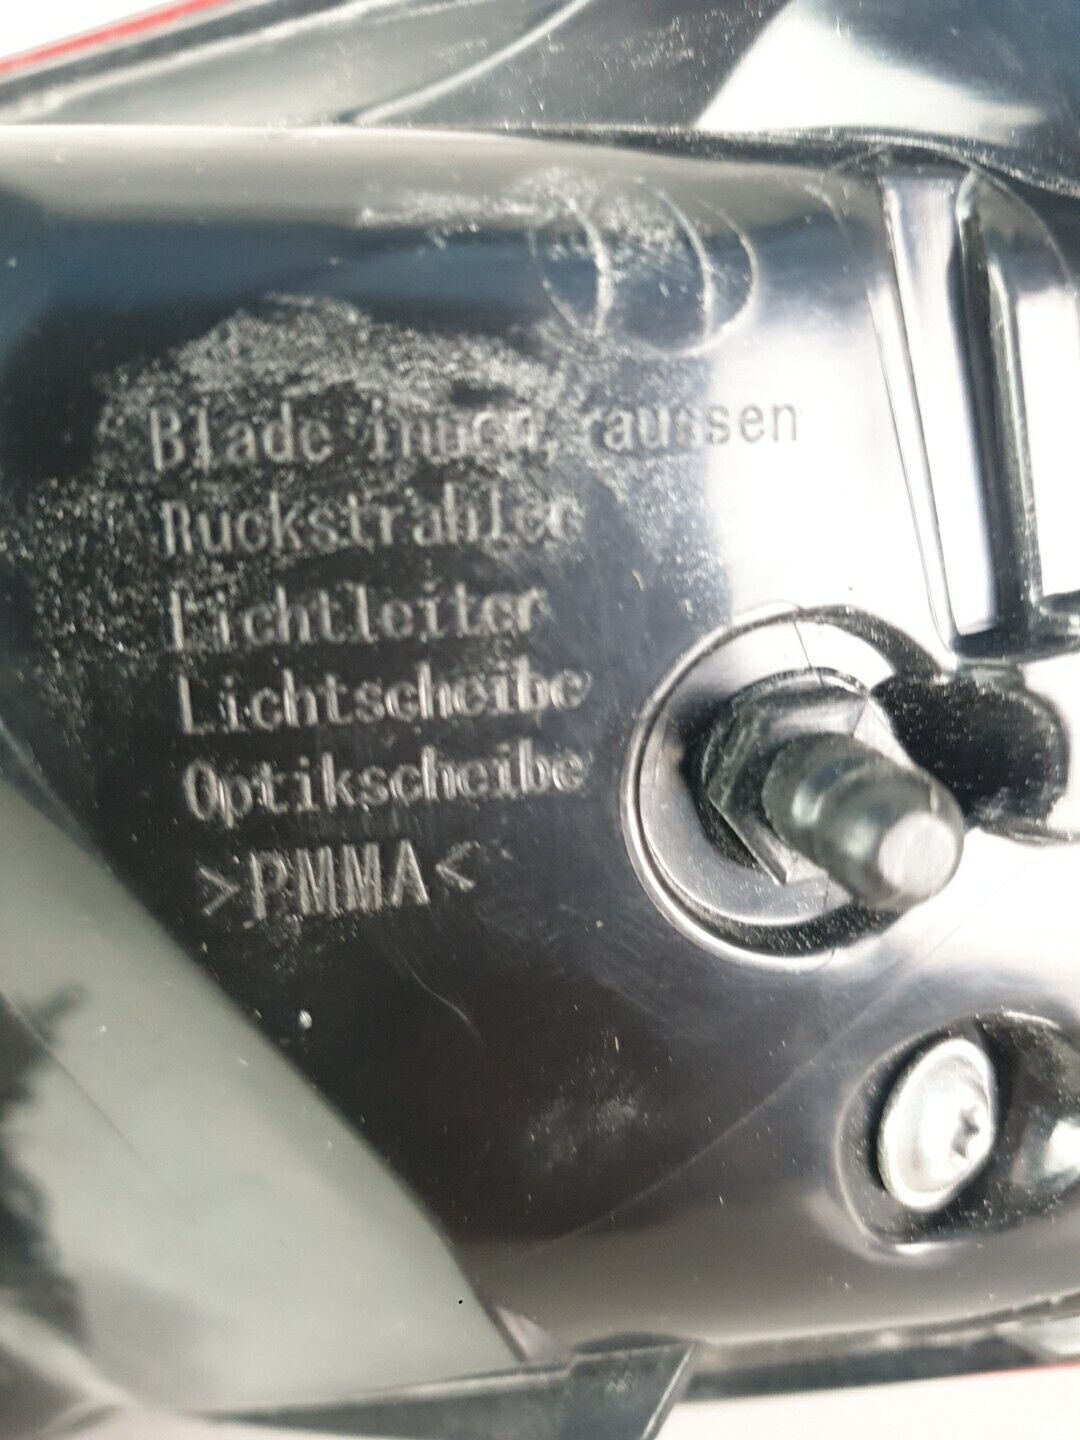 Blade innen, aussen
Ruckstrahler
Lichtleiter
Lichtscheibe
Optikscheibe
>PMMA<